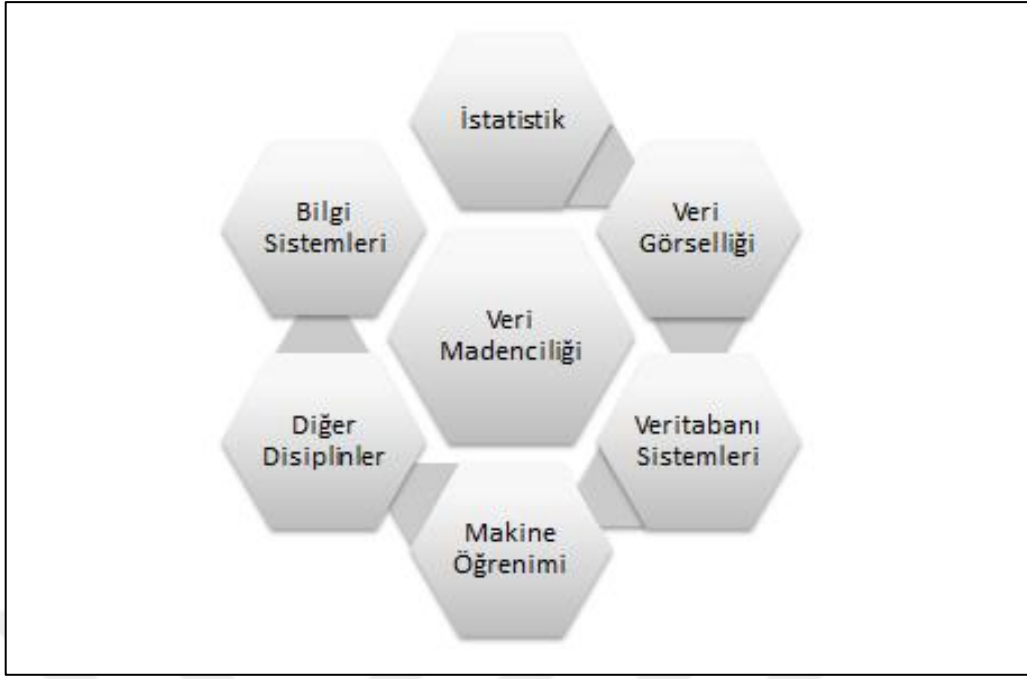 İstatistik
Veri
Görselliği
Veritabanı
Sistemleri
Makine
Öğrenimi
Diğer
Disiplinler
Bilgi
Sistemleri
Veri
Madenciliği